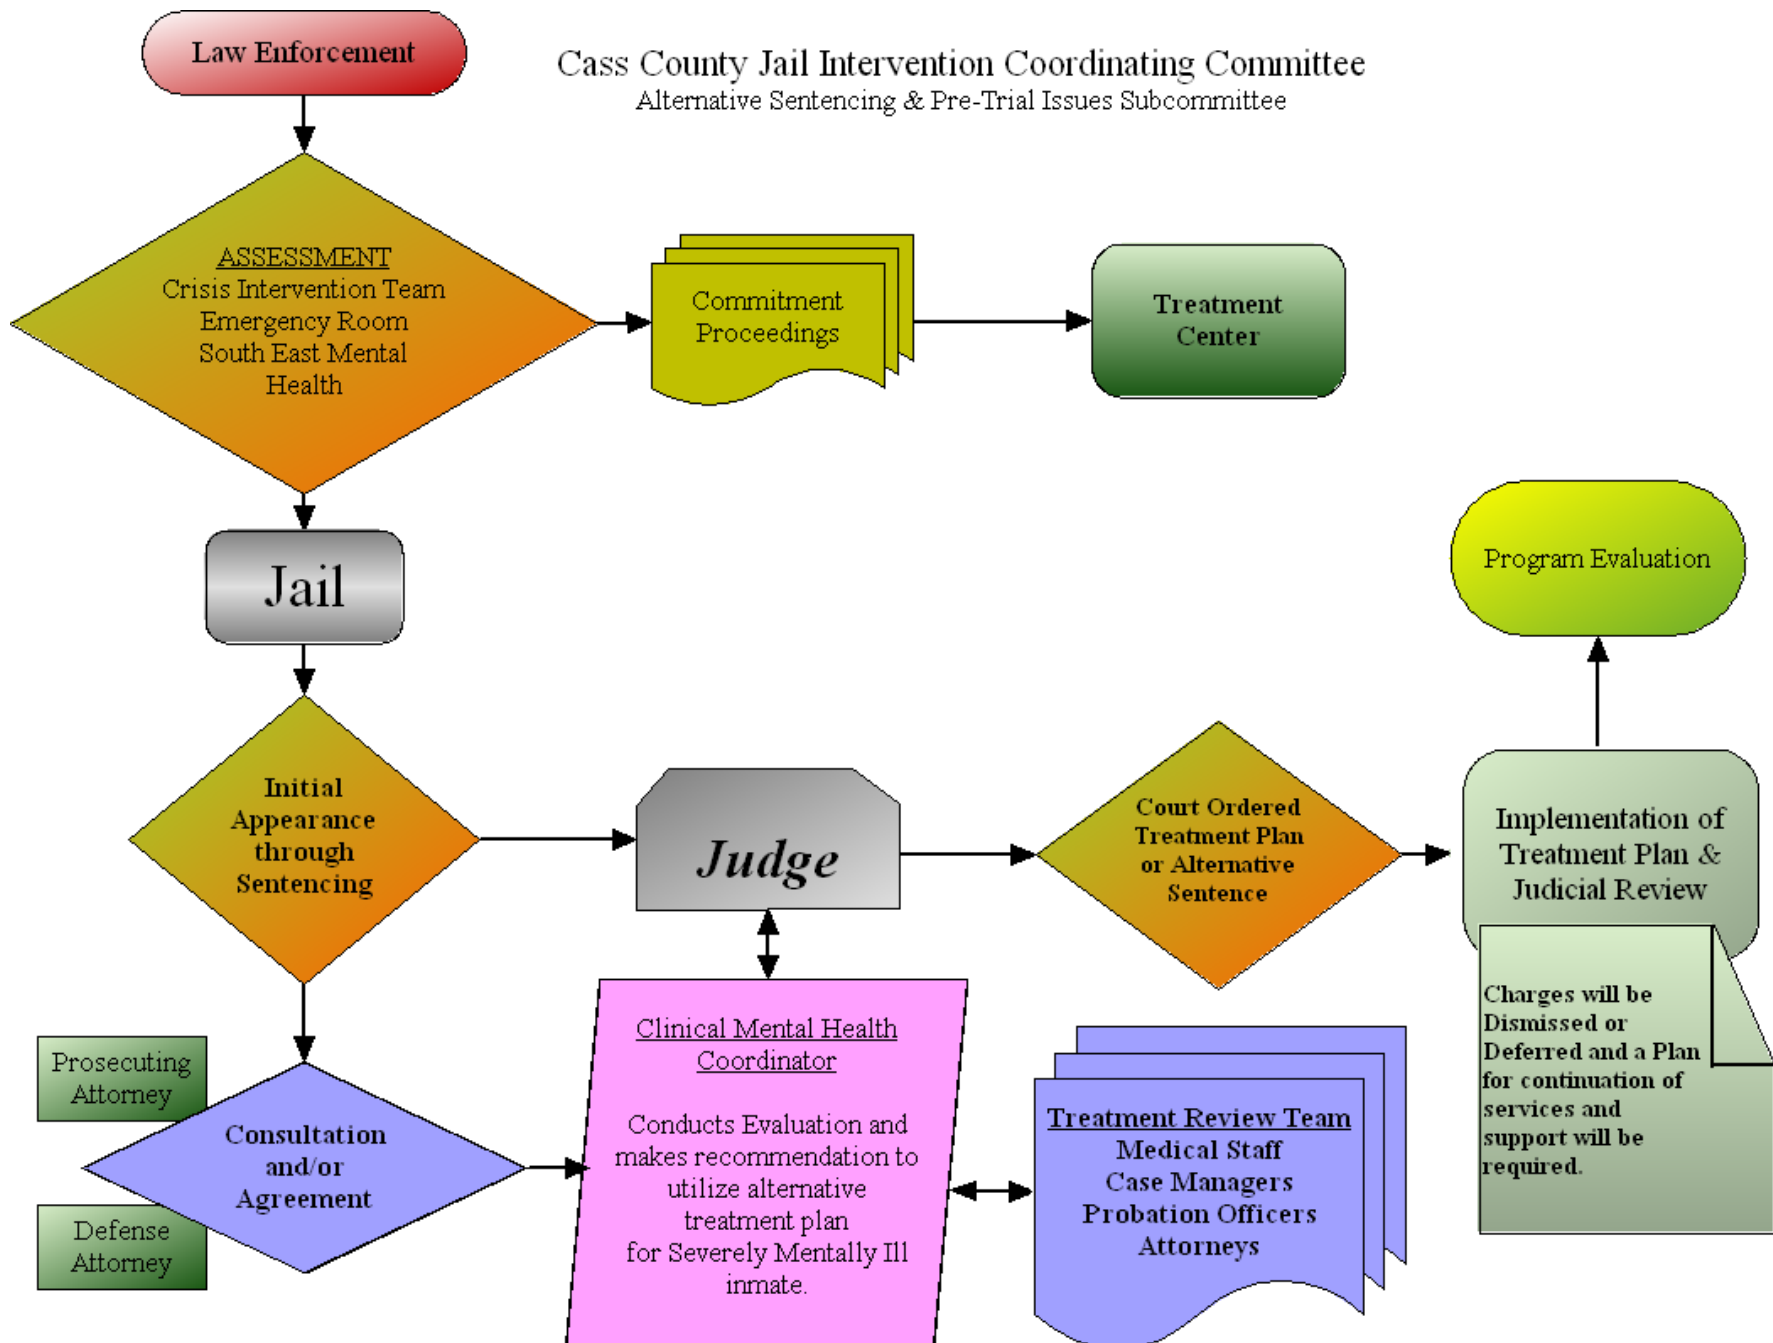 Law Enforcement
Cass County Jail Intervention Coordinating Committee
Alternative Sentencing & Pre-Trial Issues Subcommittee
ASSESSMENT
Crisis Intervention Team
Emergency Room
South East Mental
Health
Commitment
Proceedings
Treatment
Center
Jail
Program Evaluation
Initial
Appearance
through
Sentencing
Judge
Court Ordered
Treatment Plan
or Alternative
Sentence
Implementation of
Treatment Plan &
Judicial Review
Charges will be
Dismissed or
Deferred and a Plan
for continuation of
services and
support will be
required.
Prosecuting
Attorney
Consultation
and/or
Agreement
Defense
Attorney
Clinical Mental Health
Coordinator
Conducts Evaluation and
makes recommendation to
utilize alternative
treatment plan
for Severely Mentally Ill
inmate.
Treatment Review Team
Medical Staff
Case Managers
Probation Officers
Attorneys